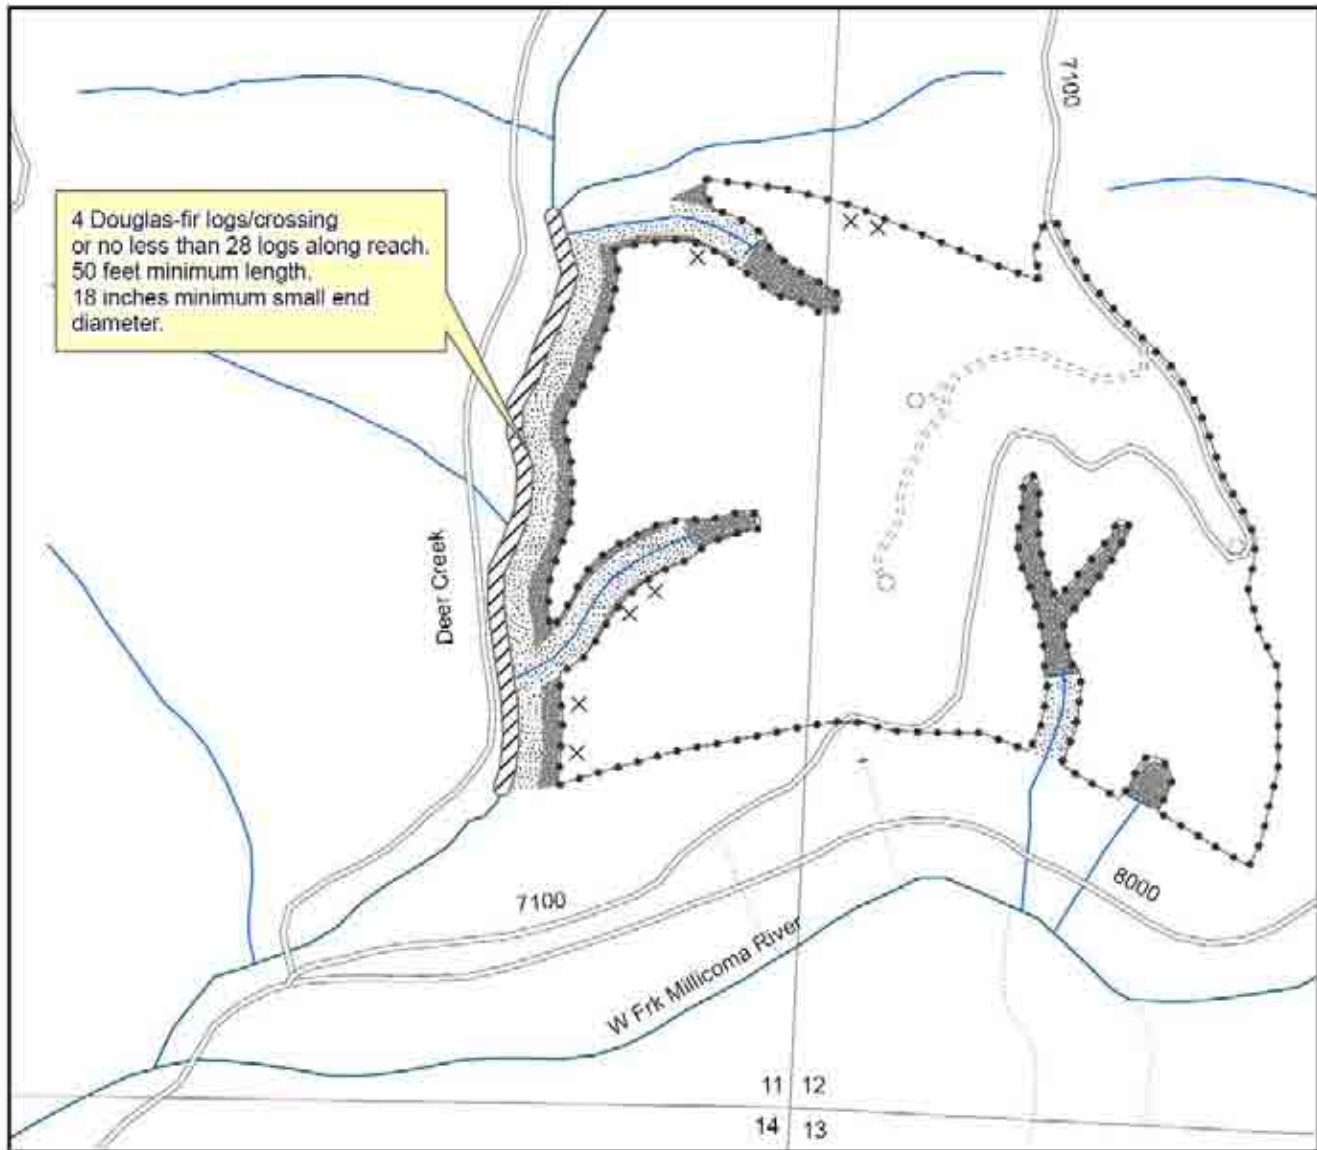 7100
4 Douglas-fir logs/crossing
or no less than 28 logs along reach.
50 feet minimum length.
18 inches minimum small end
diameter.
Deer Creek
7100
8000
W Frk Millicoma River
11 12
14 13